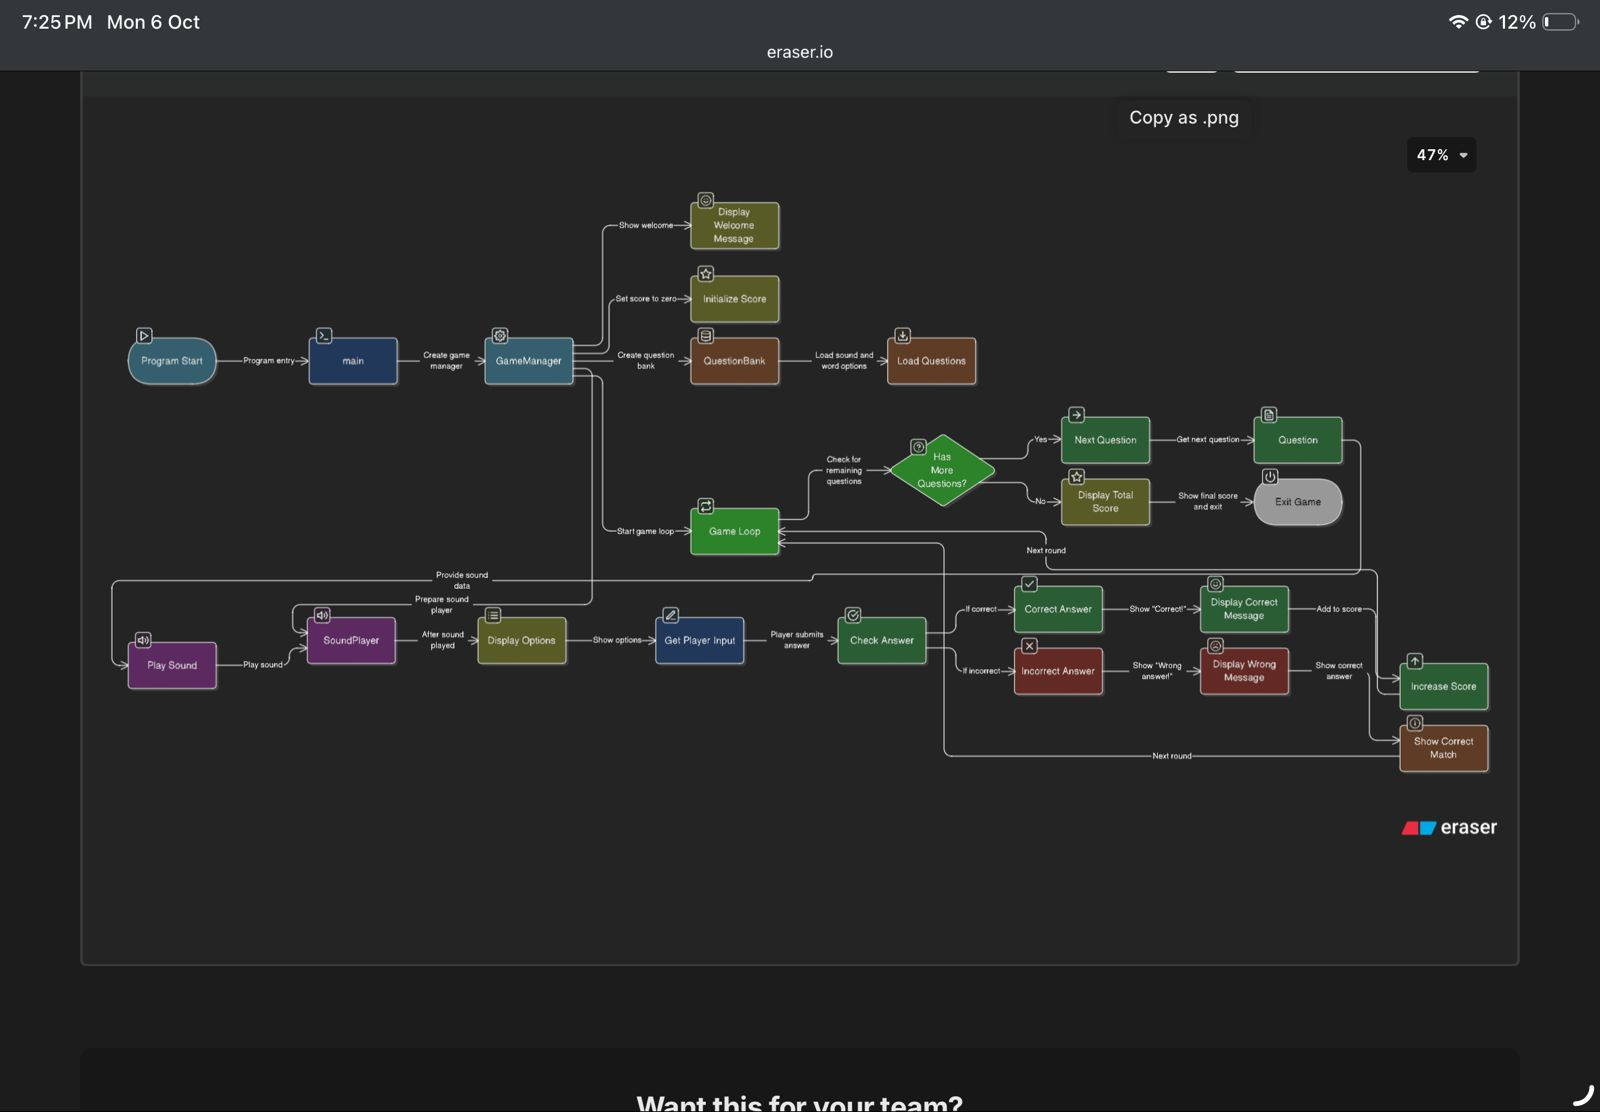 7:25 PM Mon 6 Oct
12%
eraser.io
Copy as .png
47%
Display
Welcome
Message
Show welcome
Initialize Score
Set score to zero
Program Start
Program entry
main
Create game
manager
GameManager
Create question
bank
QuestionBank
Load sound and
word options
Load Questions
Check for
remaining
questions
Has
More
Questions?
Yes
Next Question
Get next question
Question
No
Display Total
Score
Show final score
and exit
Exit Game
Start game loop
Game Loop
Next round
Provide sound
data
Prepare sound
player
Play Sound
Play sound
SoundPlayer
After sound
played
Display Options
Show options
Get Player Input
Player submits
answer
Check Answer
If correct
Correct Answer
Show "Correct!"
Display Correct
Message
Add to score
If incorrect
Incorrect Answer
Show "Wrong
answer!"
Display Wrong
Message
Show correct
answer
Increase Score
Show Correct
Match
Next round
eraser
Want this for your team?